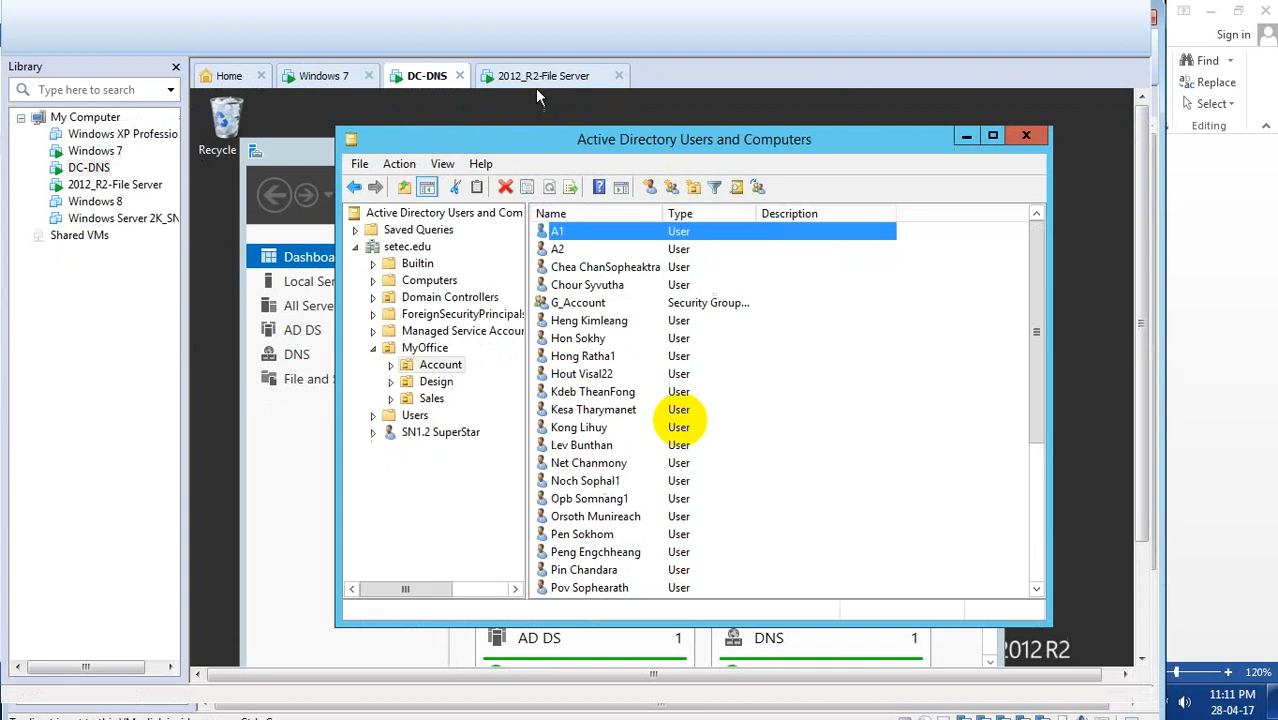 Sign in
Library
Type here to search
Home
Windows 7
DC-DNS
2012_R2-File Server
Find
Replace
Select
Editing
My Computer
Windows XP Professio
Windows 7
DC-DNS
2012_R2-File Server
Windows 8
Windows Server 2K_SN
Shared VMs
Recycle
Active Directory Users and Computers
File Action View Help
Dashboa
Local Serv
All Serve
AD DS
DNS
File and S
Active Directory Users and Com
Saved Queries
setec.edu
Builtin
Computers
Domain Controllers
ForeignSecurityPrincipals
Managed Service Accour
MyOffice
Account
Design
Sales
Users
SN1.2 SuperStar
Name Type Description
A1 User
A2 User
Chea ChanSopheaktra User
Chour Syvutha User
G_Account Security Group...
Heng Kimleang User
Hon Sokhy User
Hong Ratha1 User
Hout Visal22 User
Kdeb TheanFong User
Kesa Tharymanet User
Kong Lihuy User
Lev Bunthan User
Net Chanmony User
Noch Sophal1 User
Opb Somnang1 User
Orsoth Munireach User
Pen Sokhom User
Peng Engchheang User
Pin Chandara User
Pov Sophearath User
AD DS 1
DNS 1
2012 R2
120%
11:11 PM
28-04-17